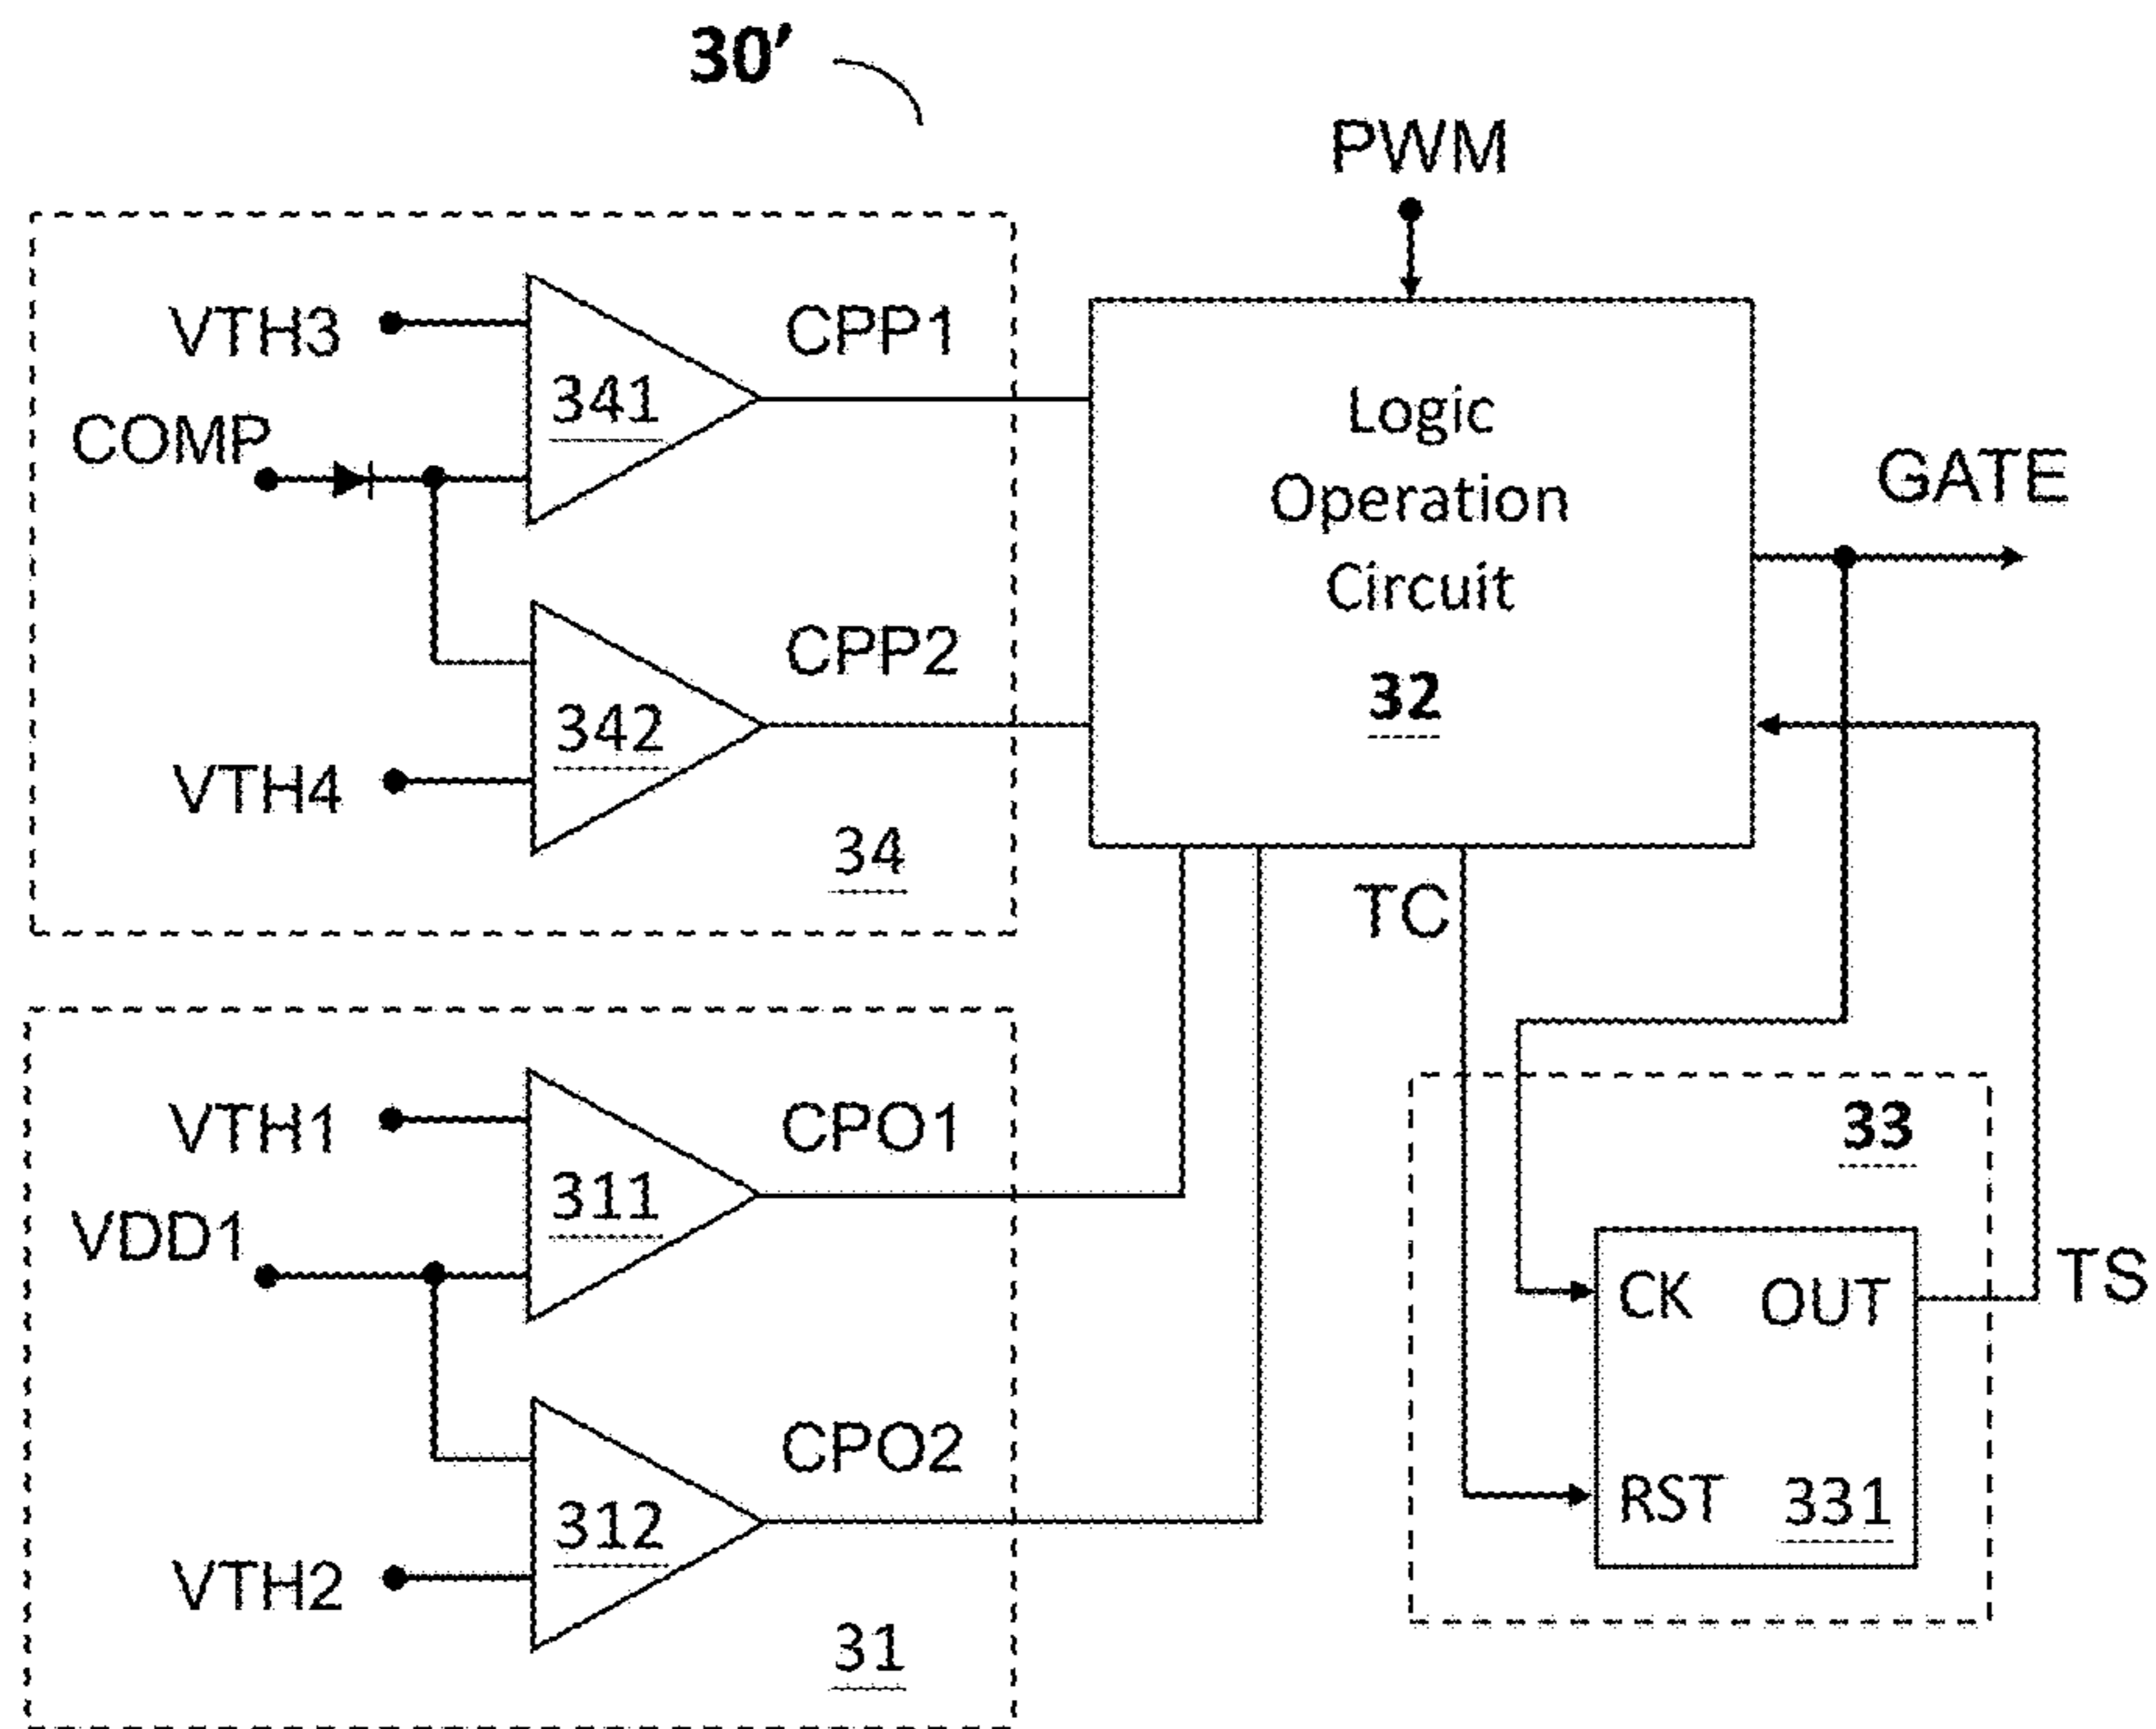 30′
PWM
VTH3
CPP1
341
COMP
Logic
Operation
Circuit
32
GATE
CPP2
342
VTH4
34
TC
VTH1
CPO1
311
VDD1
33
CK
OUT
TS
CPO2
312
RST
331
VTH2
31